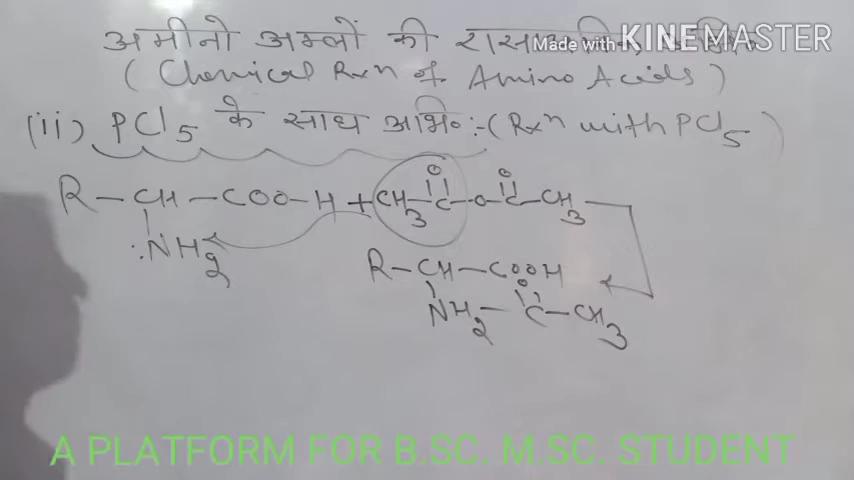 अमीनो अम्लों की
Made with KINEMASTER
(Chemical Rxn of Amino Acids)
(ii) PCl5 के साथ अभि०:-(Rxn with PCl5)
R-CH-COO-H + CH3-C-O-C-CH3
O O
:NH2
R-CH-COOH
O
NH2-C-CH3
A PLATFORM FOR B.SC. M.SC. STUDENT